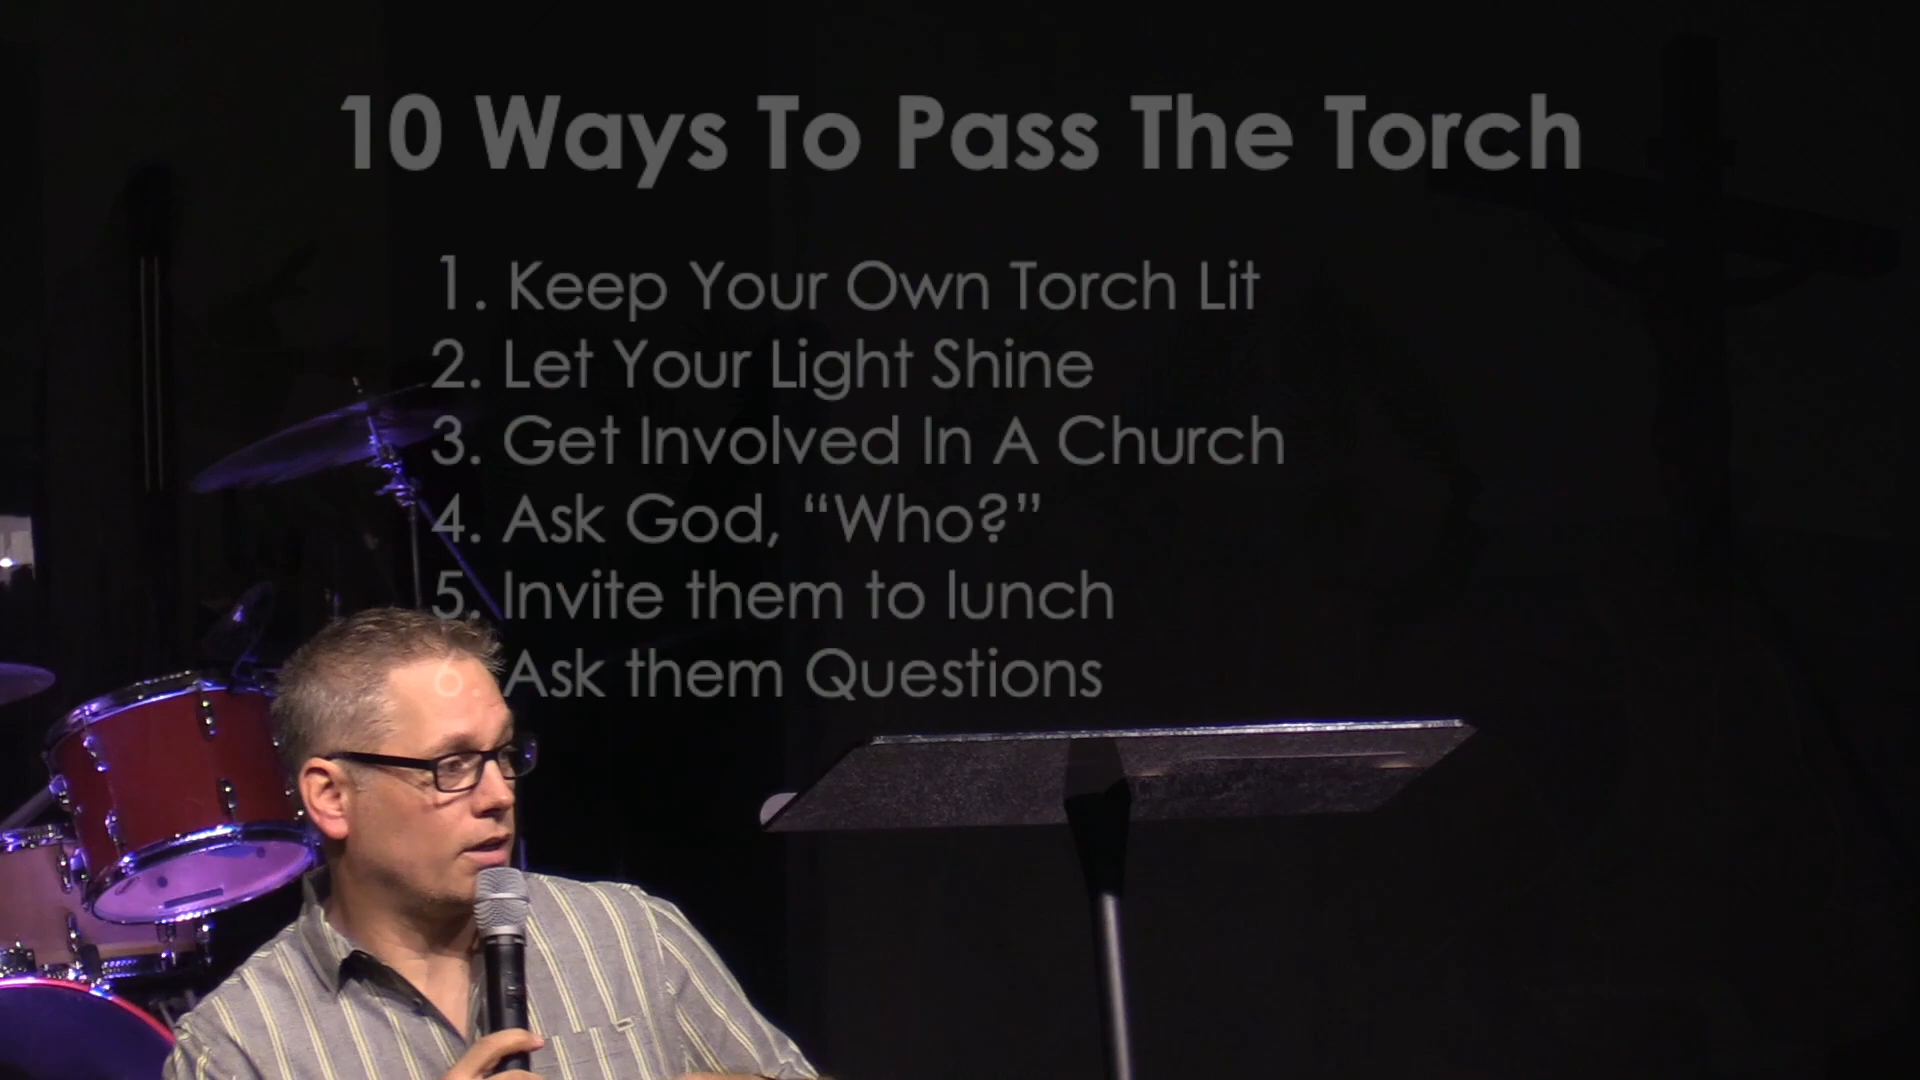 10 Ways To Pass The Torch
1. Keep Your Own Torch Lit
2. Let Your Light Shine
3. Get Involved In A Church
4. Ask God, “Who?”
5. Invite them to lunch
6. Ask them Questions